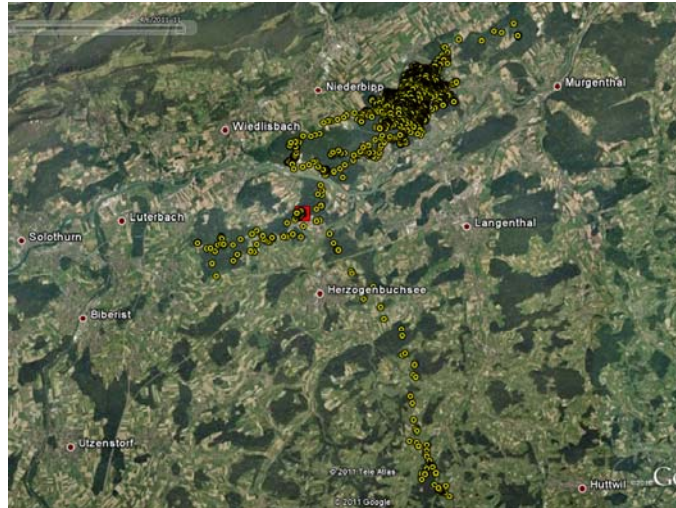 Niederbipp
Murgenthal
Wiedlisbach
Luterbach
Solothurn
Langenthal
Herzogenbuchsee
Biberist
Utzenstorf
© 2011 Tele Atlas
Huttwil
© 2011 Google